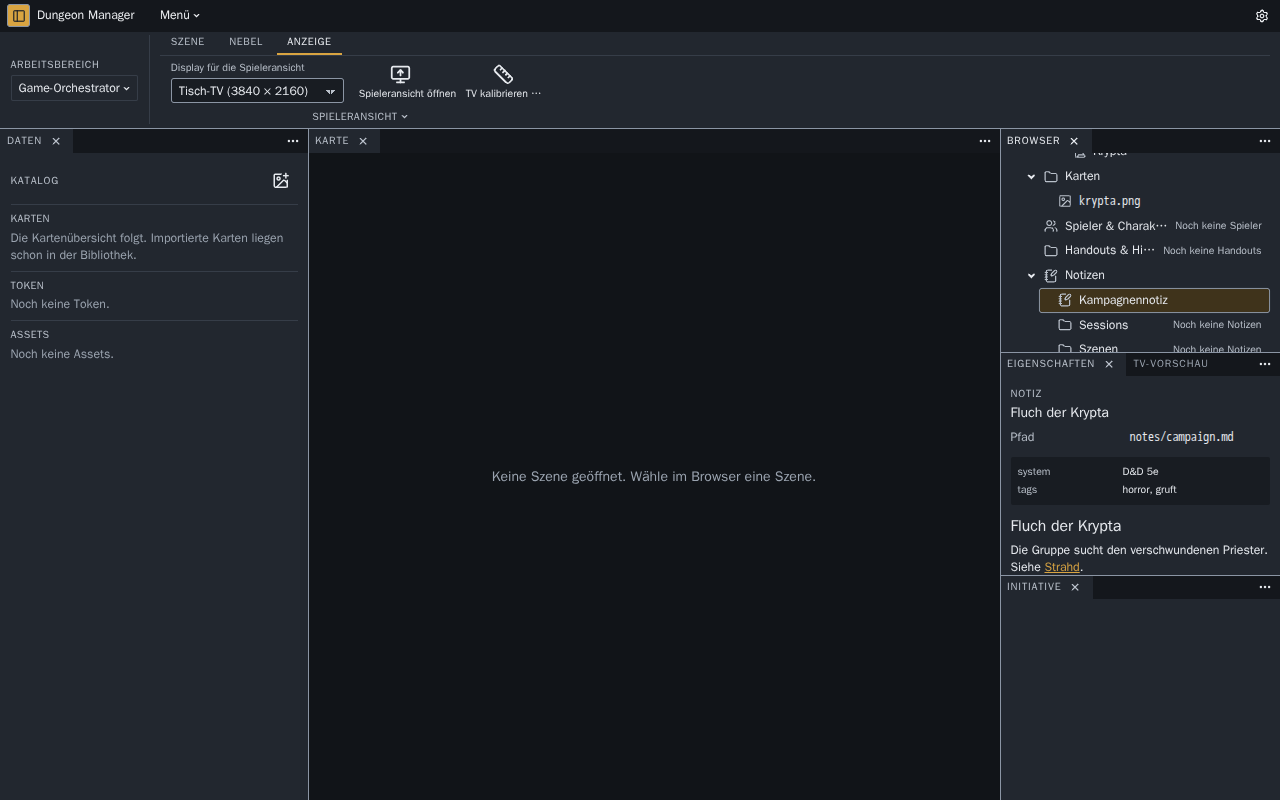 Dungeon Manager
Menü
SZENE
NEBEL
ANZEIGE
ARBEITSBEREICH
Game-Orchestrator
Display für die Spieleransicht
Tisch-TV (3840 × 2160)
Spieleransicht öffnen
TV kalibrieren ···
SPIELERANSICHT
DATEN
KATALOG
KARTEN
Die Kartenübersicht folgt. Importierte Karten liegen
schon in der Bibliothek.
TOKEN
Noch keine Token.
ASSETS
Noch keine Assets.
KARTE
Keine Szene geöffnet. Wähle im Browser eine Szene.
BROWSER
Krypta
Karten
krypta.png
Spieler & Charak··· Noch keine Spieler
Handouts & Hi··· Noch keine Handouts
Notizen
Kampagnennotiz
Sessions Noch keine Notizen
Szenen Noch keine Notizen
EIGENSCHAFTEN
TV-VORSCHAU
NOTIZ
Fluch der Krypta
Pfad notes/campaign.md
system D&D 5e
tags horror, gruft
Fluch der Krypta
Die Gruppe sucht den verschwundenen Priester.
Siehe Strahd.
INITIATIVE